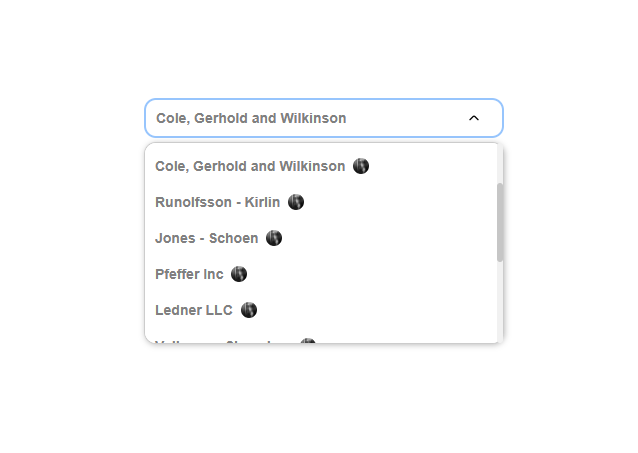 Cole, Gerhold and Wilkinson
Cole, Gerhold and Wilkinson
Runolfsson - Kirlin
Jones - Schoen
Pfeffer Inc
Ledner LLC